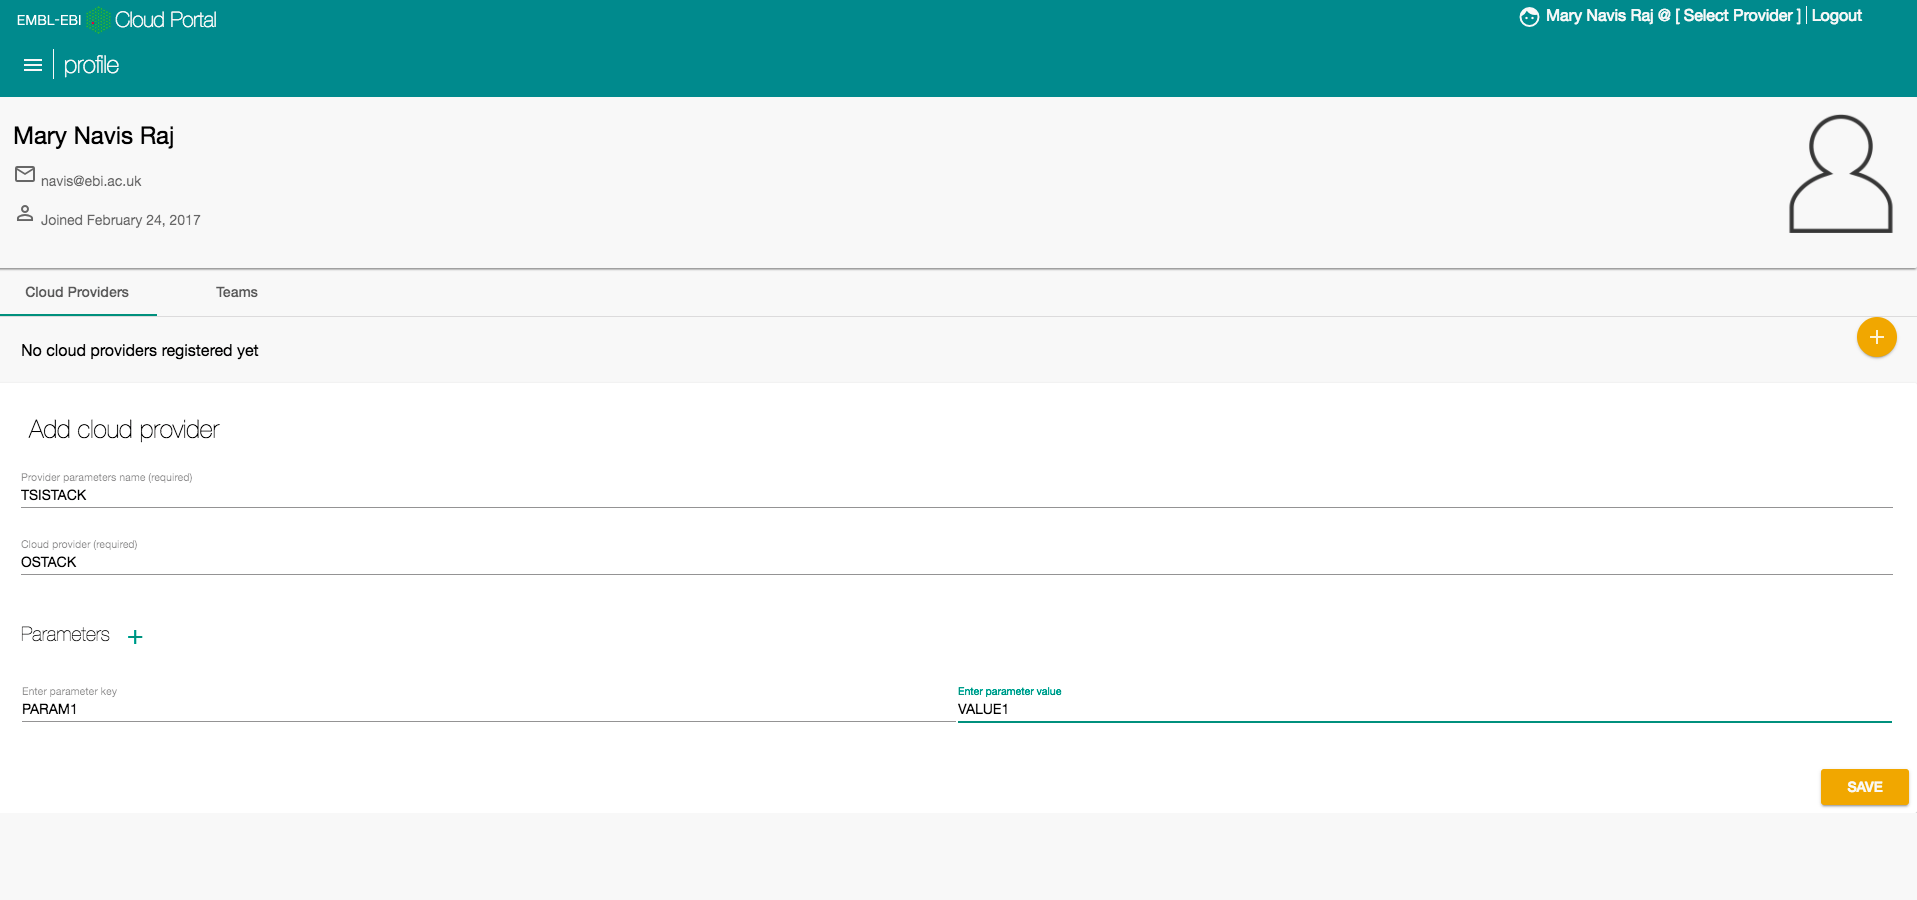 EMBL-EBI Cloud Portal
Mary Navis Raj @ [ Select Provider ] | Logout
profile
Mary Navis Raj
navis@ebi.ac.uk
Joined February 24, 2017
Cloud Providers Teams
No cloud providers registered yet
Add cloud provider
Provider parameters name (required)
TSISTACK
Cloud provider (required)
OSTACK
Parameters +
Enter parameter key
PARAM1
Enter parameter value
VALUE1
SAVE